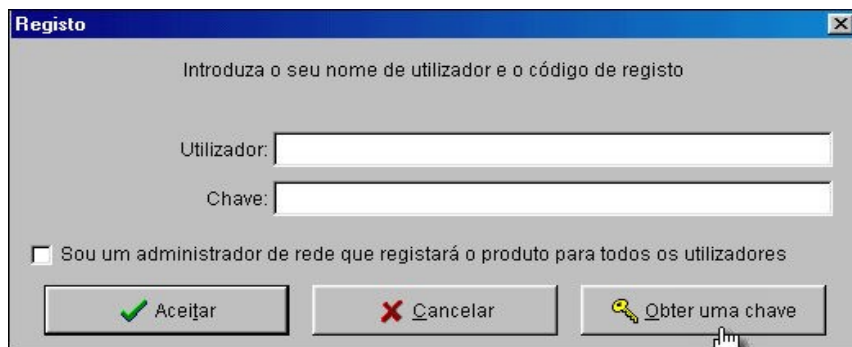 Registo
Introduza o seu nome de utilizador e o código de registo
Utilizador:
Chave:
Sou um administrador de rede que registará o produto para todos os utilizadores
Aceitar
Cancelar
Obter uma chave